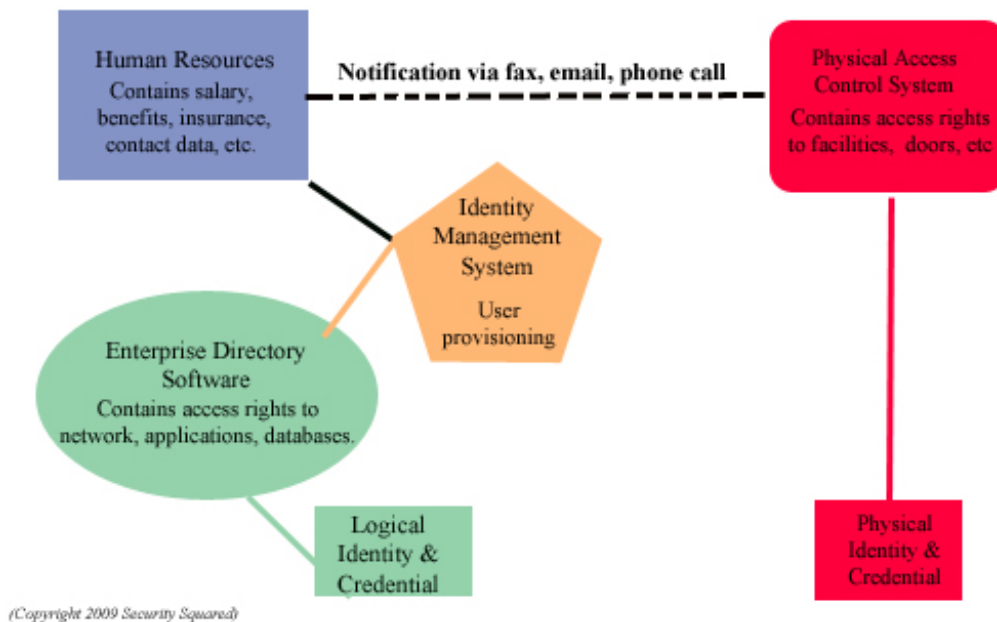 Human Resources
Contains salary,
benefits, insurance,
contact data, etc.
Notification via fax, email, phone call
Physical Access
Control System
Contains access rights
to facilities, doors, etc
Identity
Management
System
User
provisioning
Enterprise Directory
Software
Contains access rights to
network, applications, databases.
Logical
Identity &
Credential
Physical
Identity &
Credential
(Copyright 2009 Security Squared)